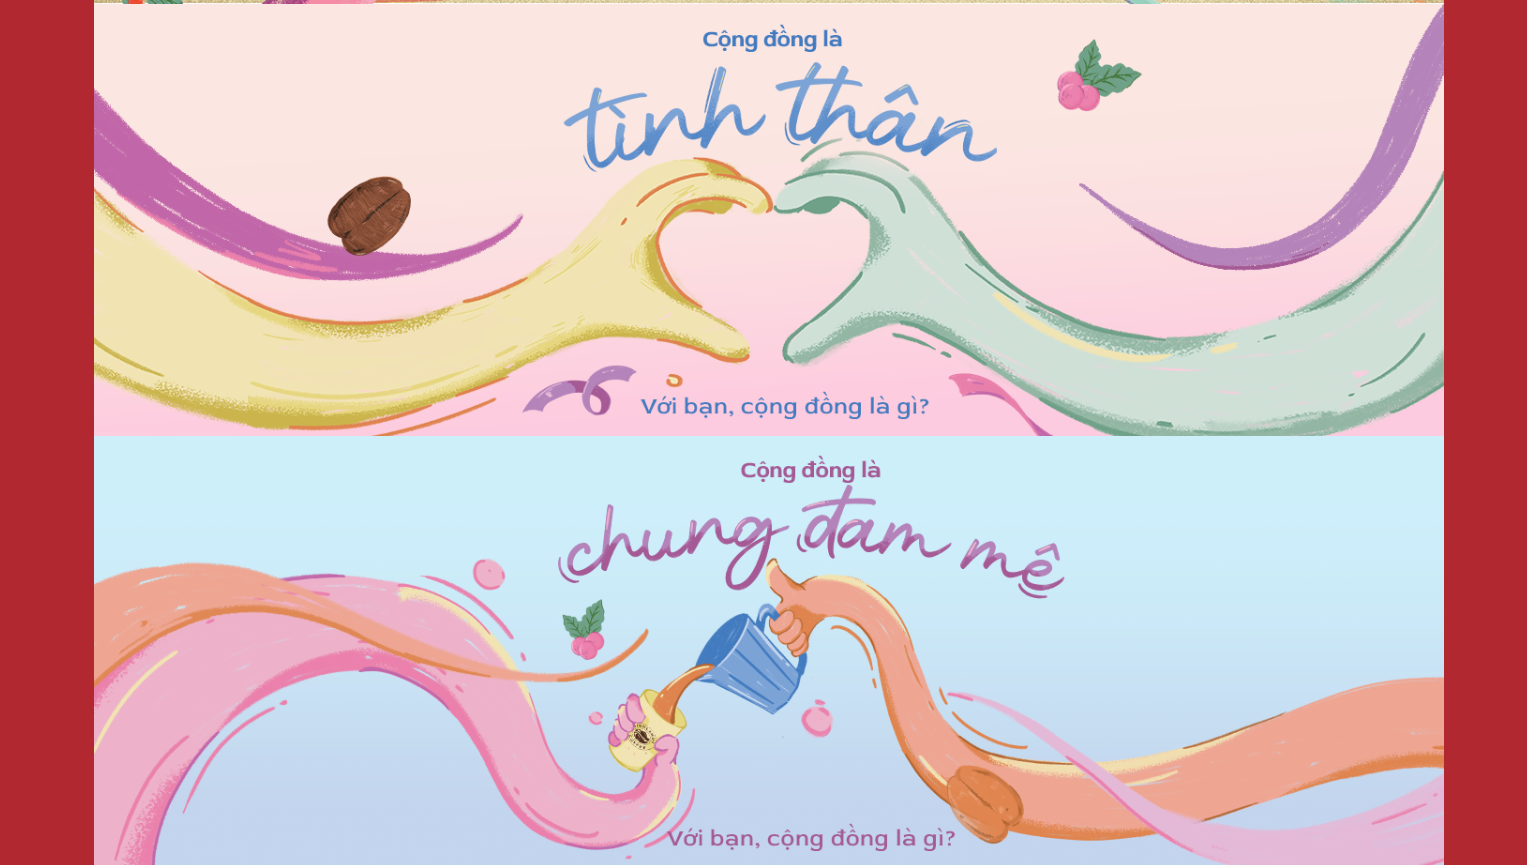 Cộng đồng là
tình thân
Với bạn, cộng đồng là gì?
Cộng đồng là
chung đam mê
Với bạn, cộng đồng là gì?